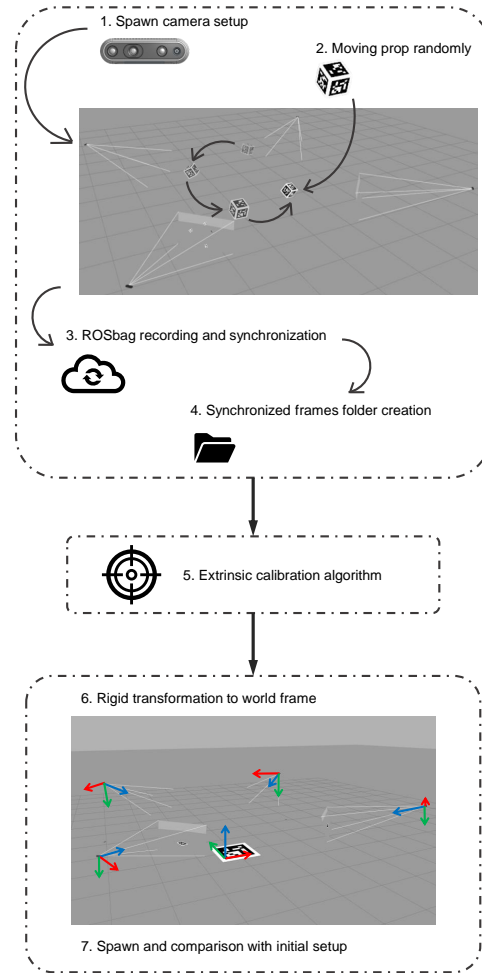 1. Spawn camera setup
2. Moving prop randomly
3. ROSbag recording and synchronization
4. Synchronized frames folder creation
5. Extrinsic calibration algorithm
6. Rigid transformation to world frame
7. Spawn and comparison with initial setup